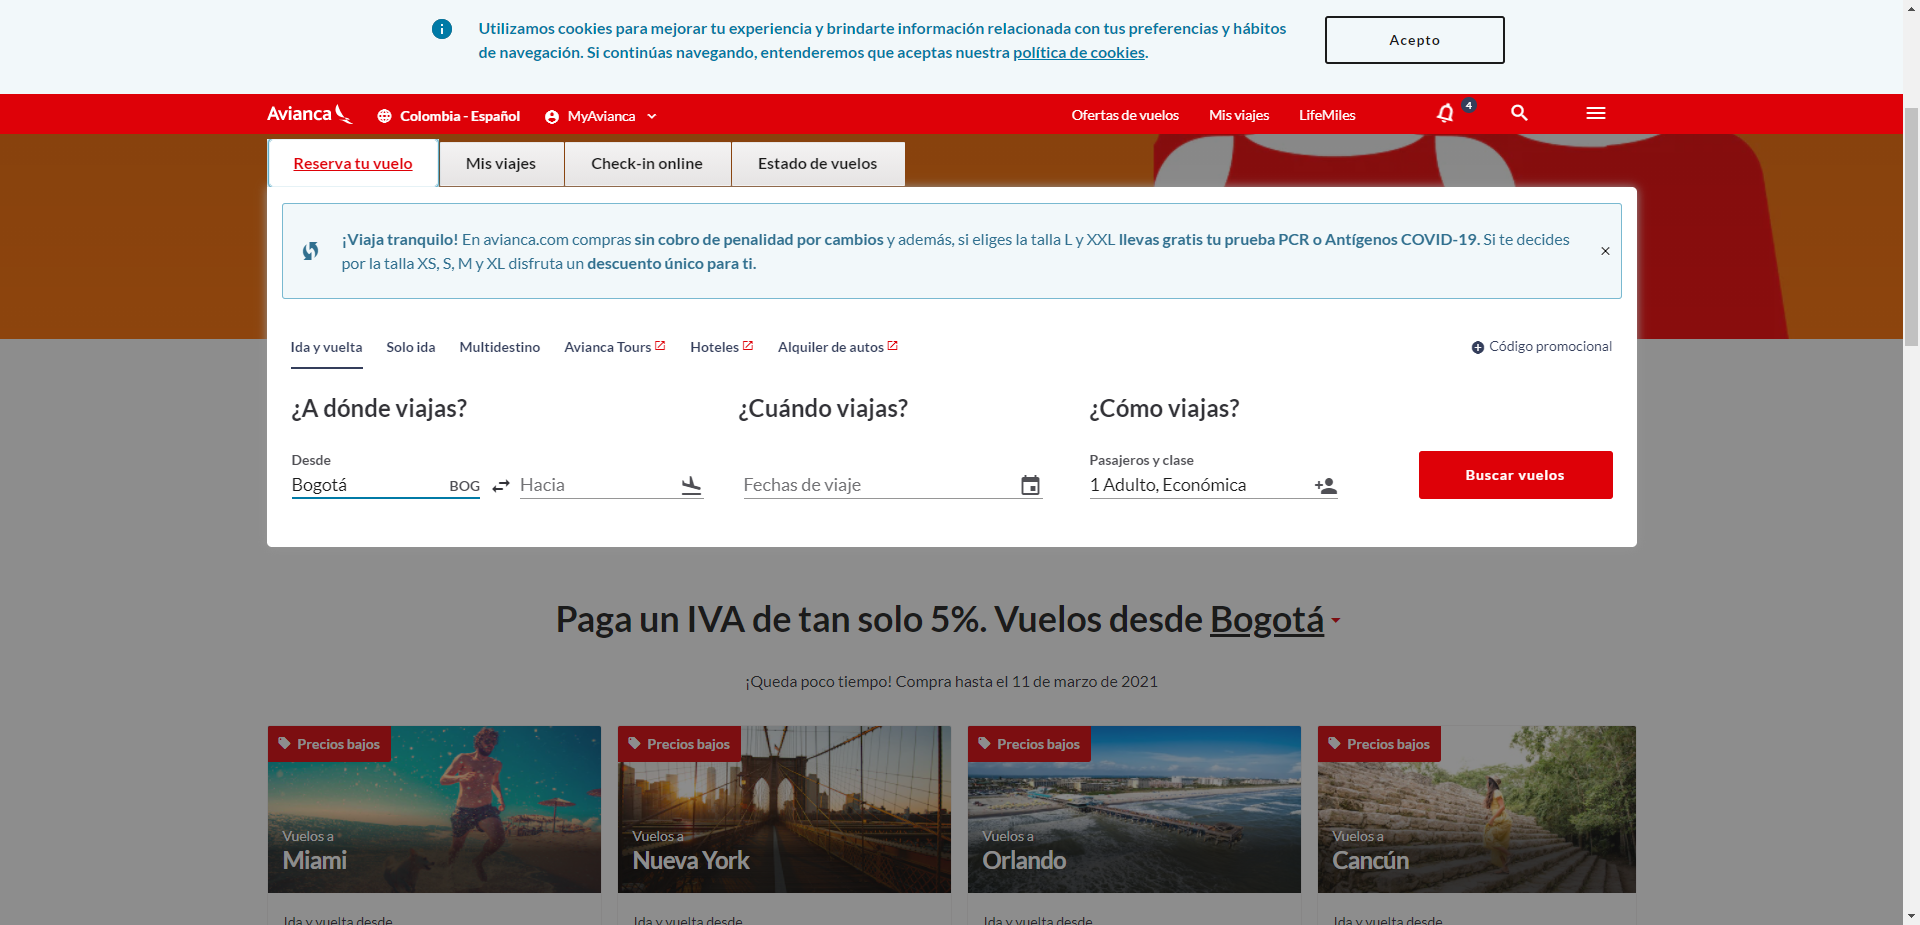 Utilizamos cookies para mejorar tu experiencia y brindarte información relacionada con tus preferencias y hábitos
de navegación. Si continúas navegando, entenderemos que aceptas nuestra política de cookies.
Acepto
Avianca
Colombia - Español
MyAvianca
Ofertas de vuelos
Mis viajes
LifeMiles
4
Reserva tu vuelo
Mis viajes
Check-in online
Estado de vuelos
¡Viaja tranquilo! En avianca.com compras sin cobro de penalidad por cambios y además, si eliges la talla L y XXL llevas gratis tu prueba PCR o Antígenos COVID-19. Si te decides
por la talla XS, S, M y XL disfruta un descuento único para ti.
Ida y vuelta
Solo ida
Multidestino
Avianca Tours
Hoteles
Alquiler de autos
Código promocional
¿A dónde viajas?
¿Cuándo viajas?
¿Cómo viajas?
Desde
Bogotá
BOG
Hacia
Fechas de viaje
Pasajeros y clase
1 Adulto, Económica
Buscar vuelos
Paga un IVA de tan solo 5%. Vuelos desde Bogotá
¡Queda poco tiempo! Compra hasta el 11 de marzo de 2021
Precios bajos
Vuelos a
Miami
Ida y vuelta desde
Precios bajos
Vuelos a
Nueva York
Ida y vuelta desde
Precios bajos
Vuelos a
Orlando
Ida y vuelta desde
Precios bajos
Vuelos a
Cancún
Ida y vuelta desde